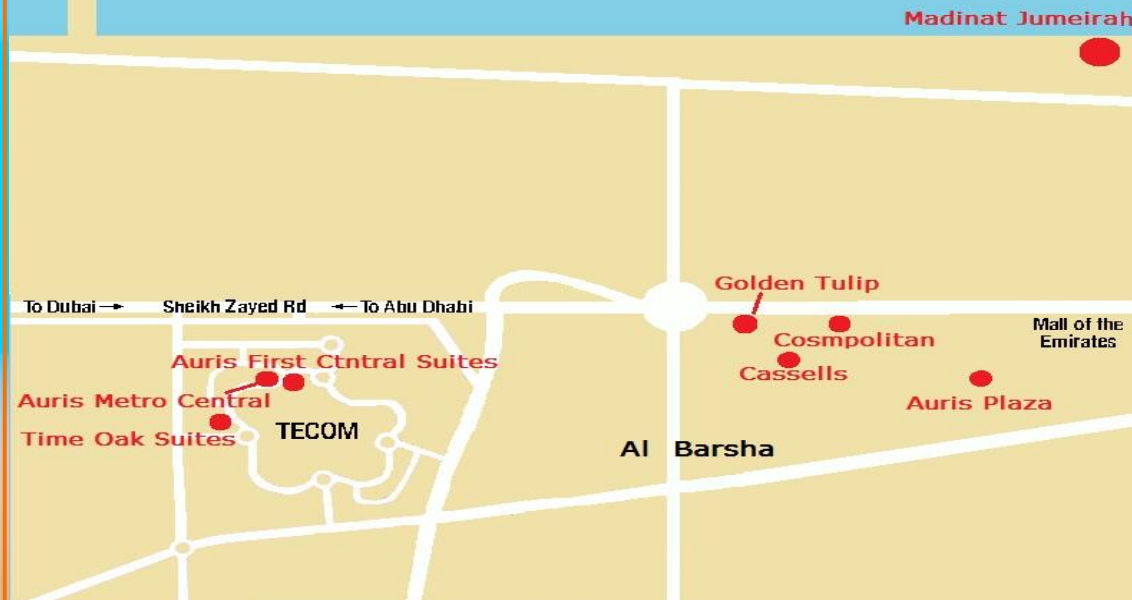 Madinat Jumeirah
Golden Tulip
To Dubai → Sheikh Zayed Rd ← To Abu Dhabi
Mall of the
Emirates
Cosmpolitan
Auris First Ctntral Suites
Cassells
Auris Metro Central
Auris Plaza
TECOM
Time Oak Suites
Al Barsha